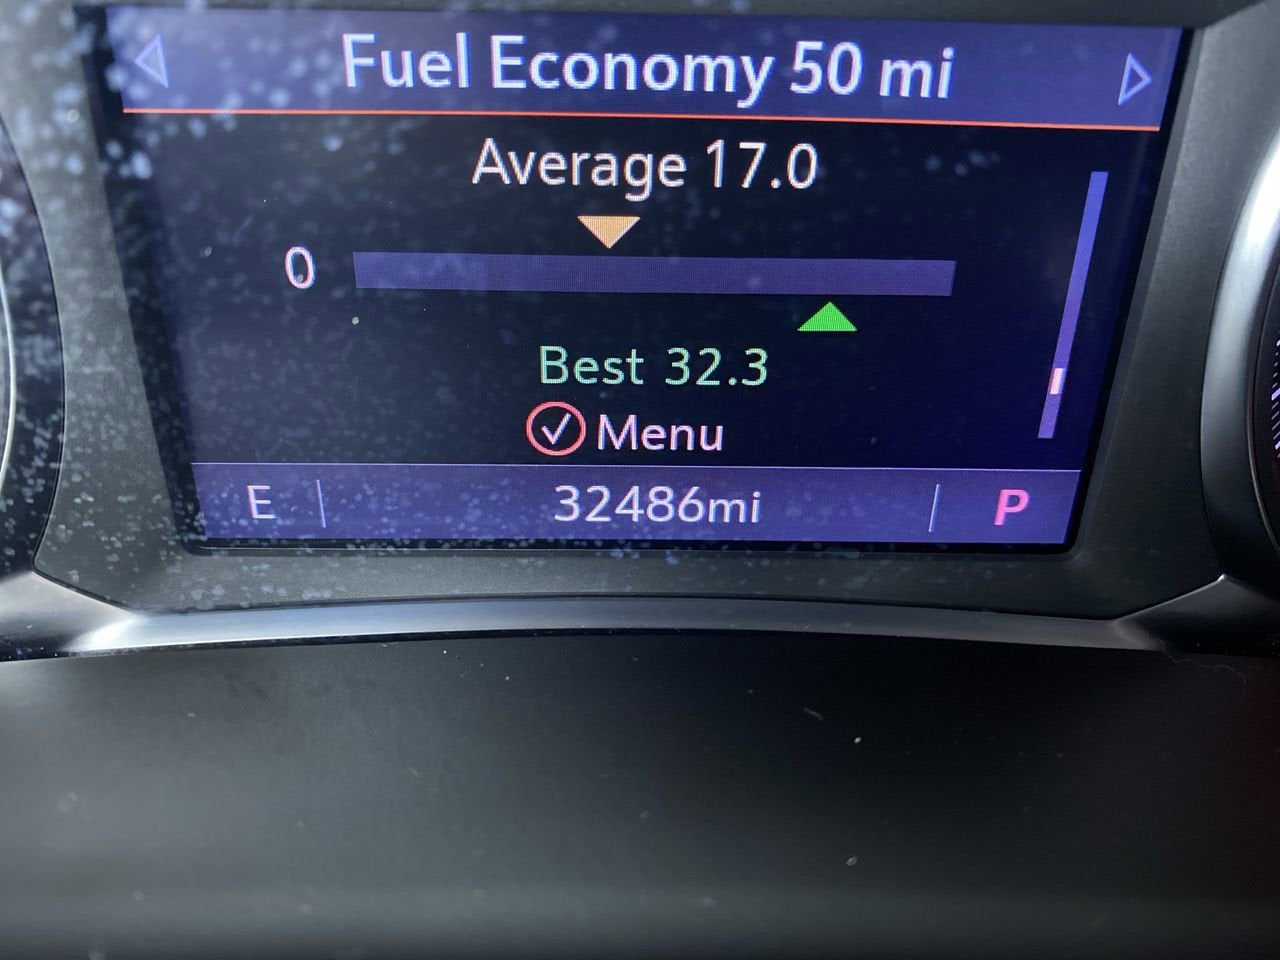 Fuel Economy 50 mi
Average 17.0
0
Best 32.3
Menu
E 32486mi P